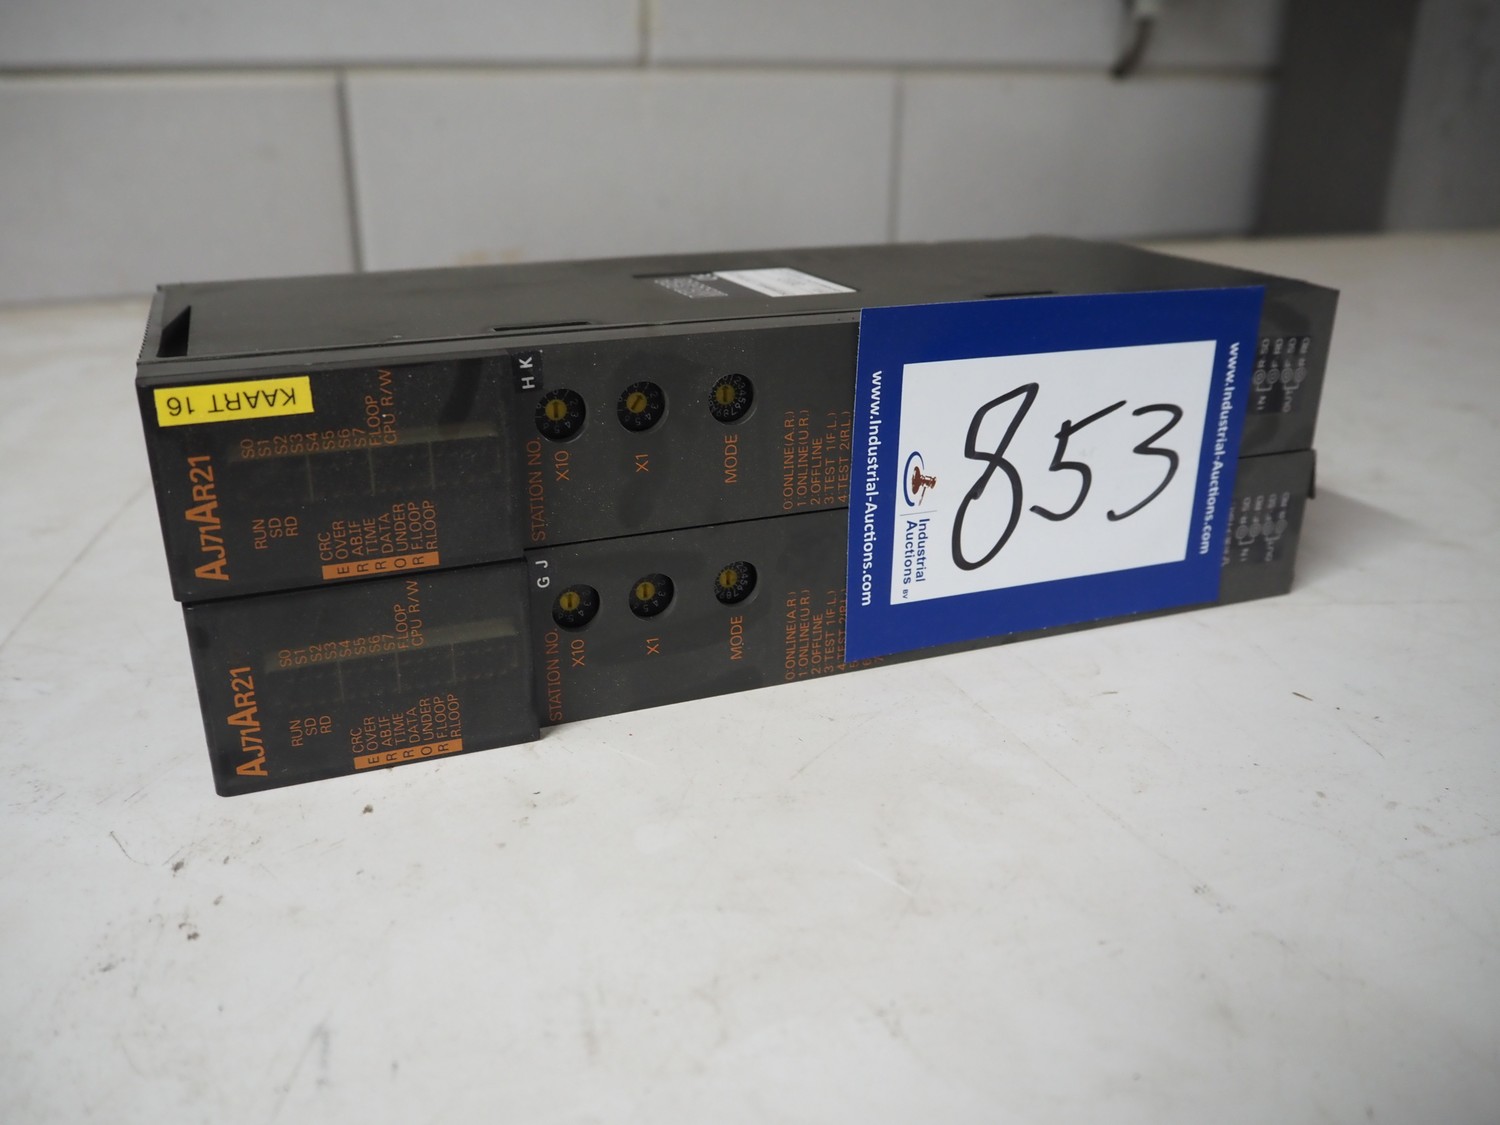 KAART 16
AJ71AR21
RUN
SD
RD
S0
S1
S2
S3
S4
S5
S6
S7
F.LOOP
CPU R/W
CRC
E OVER
R AB.IF
R TIME
R DATA
O UNDER
R F.LOOP
R.LOOP
H K
STATION NO.
X10
X1
MODE
0:ONLINE(A.R.)
1:ONLINE(U.R.)
2:OFFLINE
3:TEST 1(F.L.)
4:TEST 2(R.L.)
AJ71AR21
RUN
SD
RD
S0
S1
S2
S3
S4
S5
S6
S7
F.LOOP
CPU R/W
CRC
E OVER
R AB.IF
R TIME
R DATA
O UNDER
R F.LOOP
R.LOOP
G J
STATION NO.
X10
X1
MODE
0:ONLINE(A.R.)
1:ONLINE(U.R.)
2:OFFLINE
3:TEST 1(F.L.)
4:TEST 2(R.L.)
www.Industrial-Auctions.com
Industrial
Auctions BV
853
www.Industrial-Auctions.com